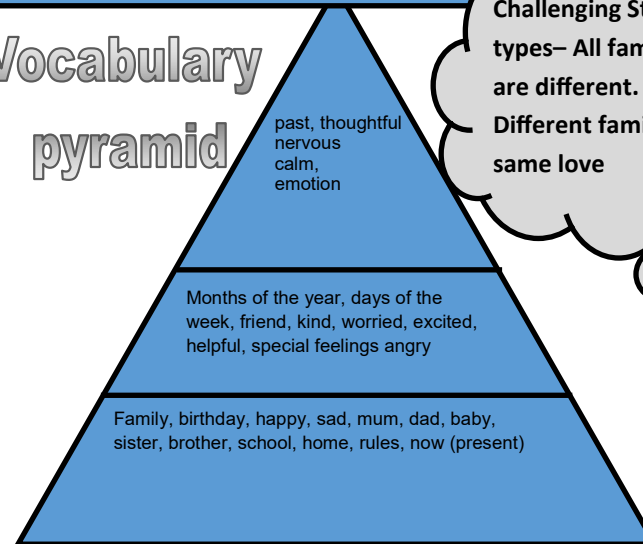 Vocabulary
pyramid
past, thoughtful
nervous
calm,
emotion
Months of the year, days of the
week, friend, kind, worried, excited,
helpful, special feelings angry
Family, birthday, happy, sad, mum, dad, baby,
sister, brother, school, home, rules, now (present)
Challenging
types– All
are different.
Different
same love